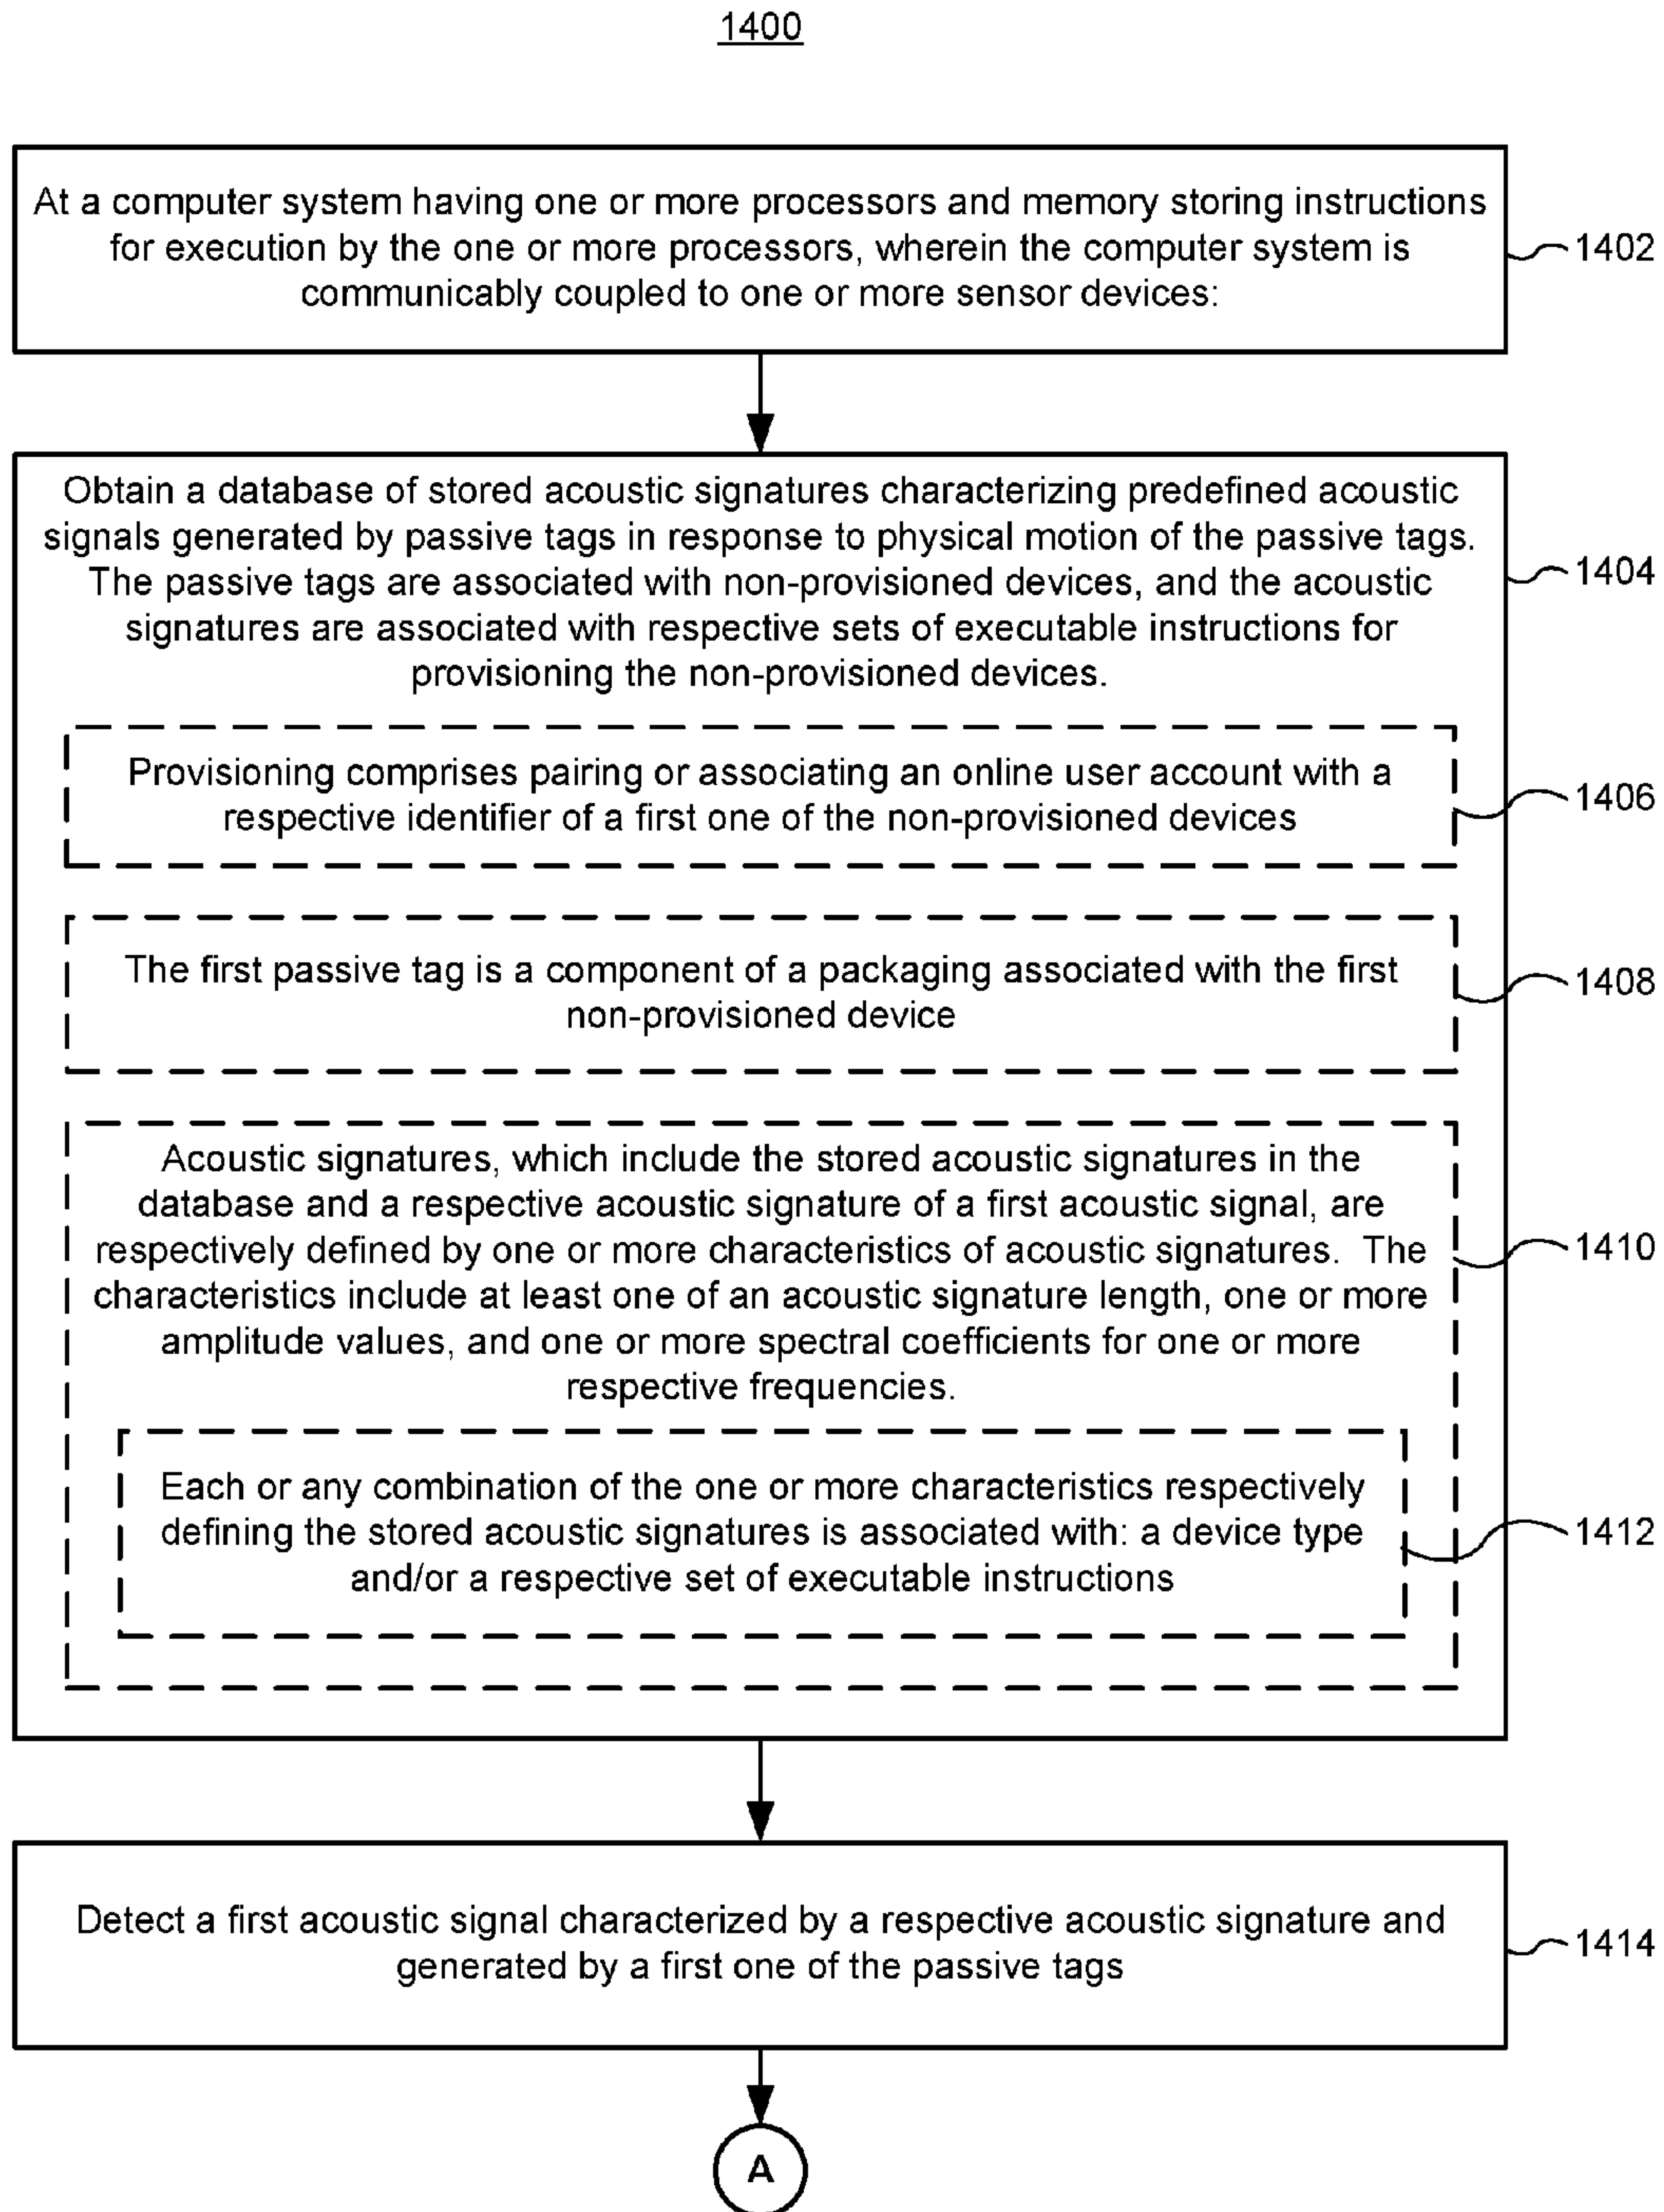 1400
At a computer system having one or more processors and memory storing instructions
for execution by the one or more processors, wherein the computer system is
communicably coupled to one or more sensor devices:
1402
Obtain a database of stored acoustic signatures characterizing predefined acoustic
signals generated by passive tags in response to physical motion of the passive tags.
The passive tags are associated with non-provisioned devices, and the acoustic
signatures are associated with respective sets of executable instructions for
provisioning the non-provisioned devices.
1404
Provisioning comprises pairing or associating an online user account with a
respective identifier of a first one of the non-provisioned devices
1406
The first passive tag is a component of a packaging associated with the first
non-provisioned device
1408
Acoustic signatures, which include the stored acoustic signatures in the
database and a respective acoustic signature of a first acoustic signal, are
respectively defined by one or more characteristics of acoustic signatures. The
characteristics include at least one of an acoustic signature length, one or more
amplitude values, and one or more spectral coefficients for one or more
respective frequencies.
1410
Each or any combination of the one or more characteristics respectively
defining the stored acoustic signatures is associated with: a device type
and/or a respective set of executable instructions
1412
Detect a first acoustic signal characterized by a respective acoustic signature and
generated by a first one of the passive tags
1414
A